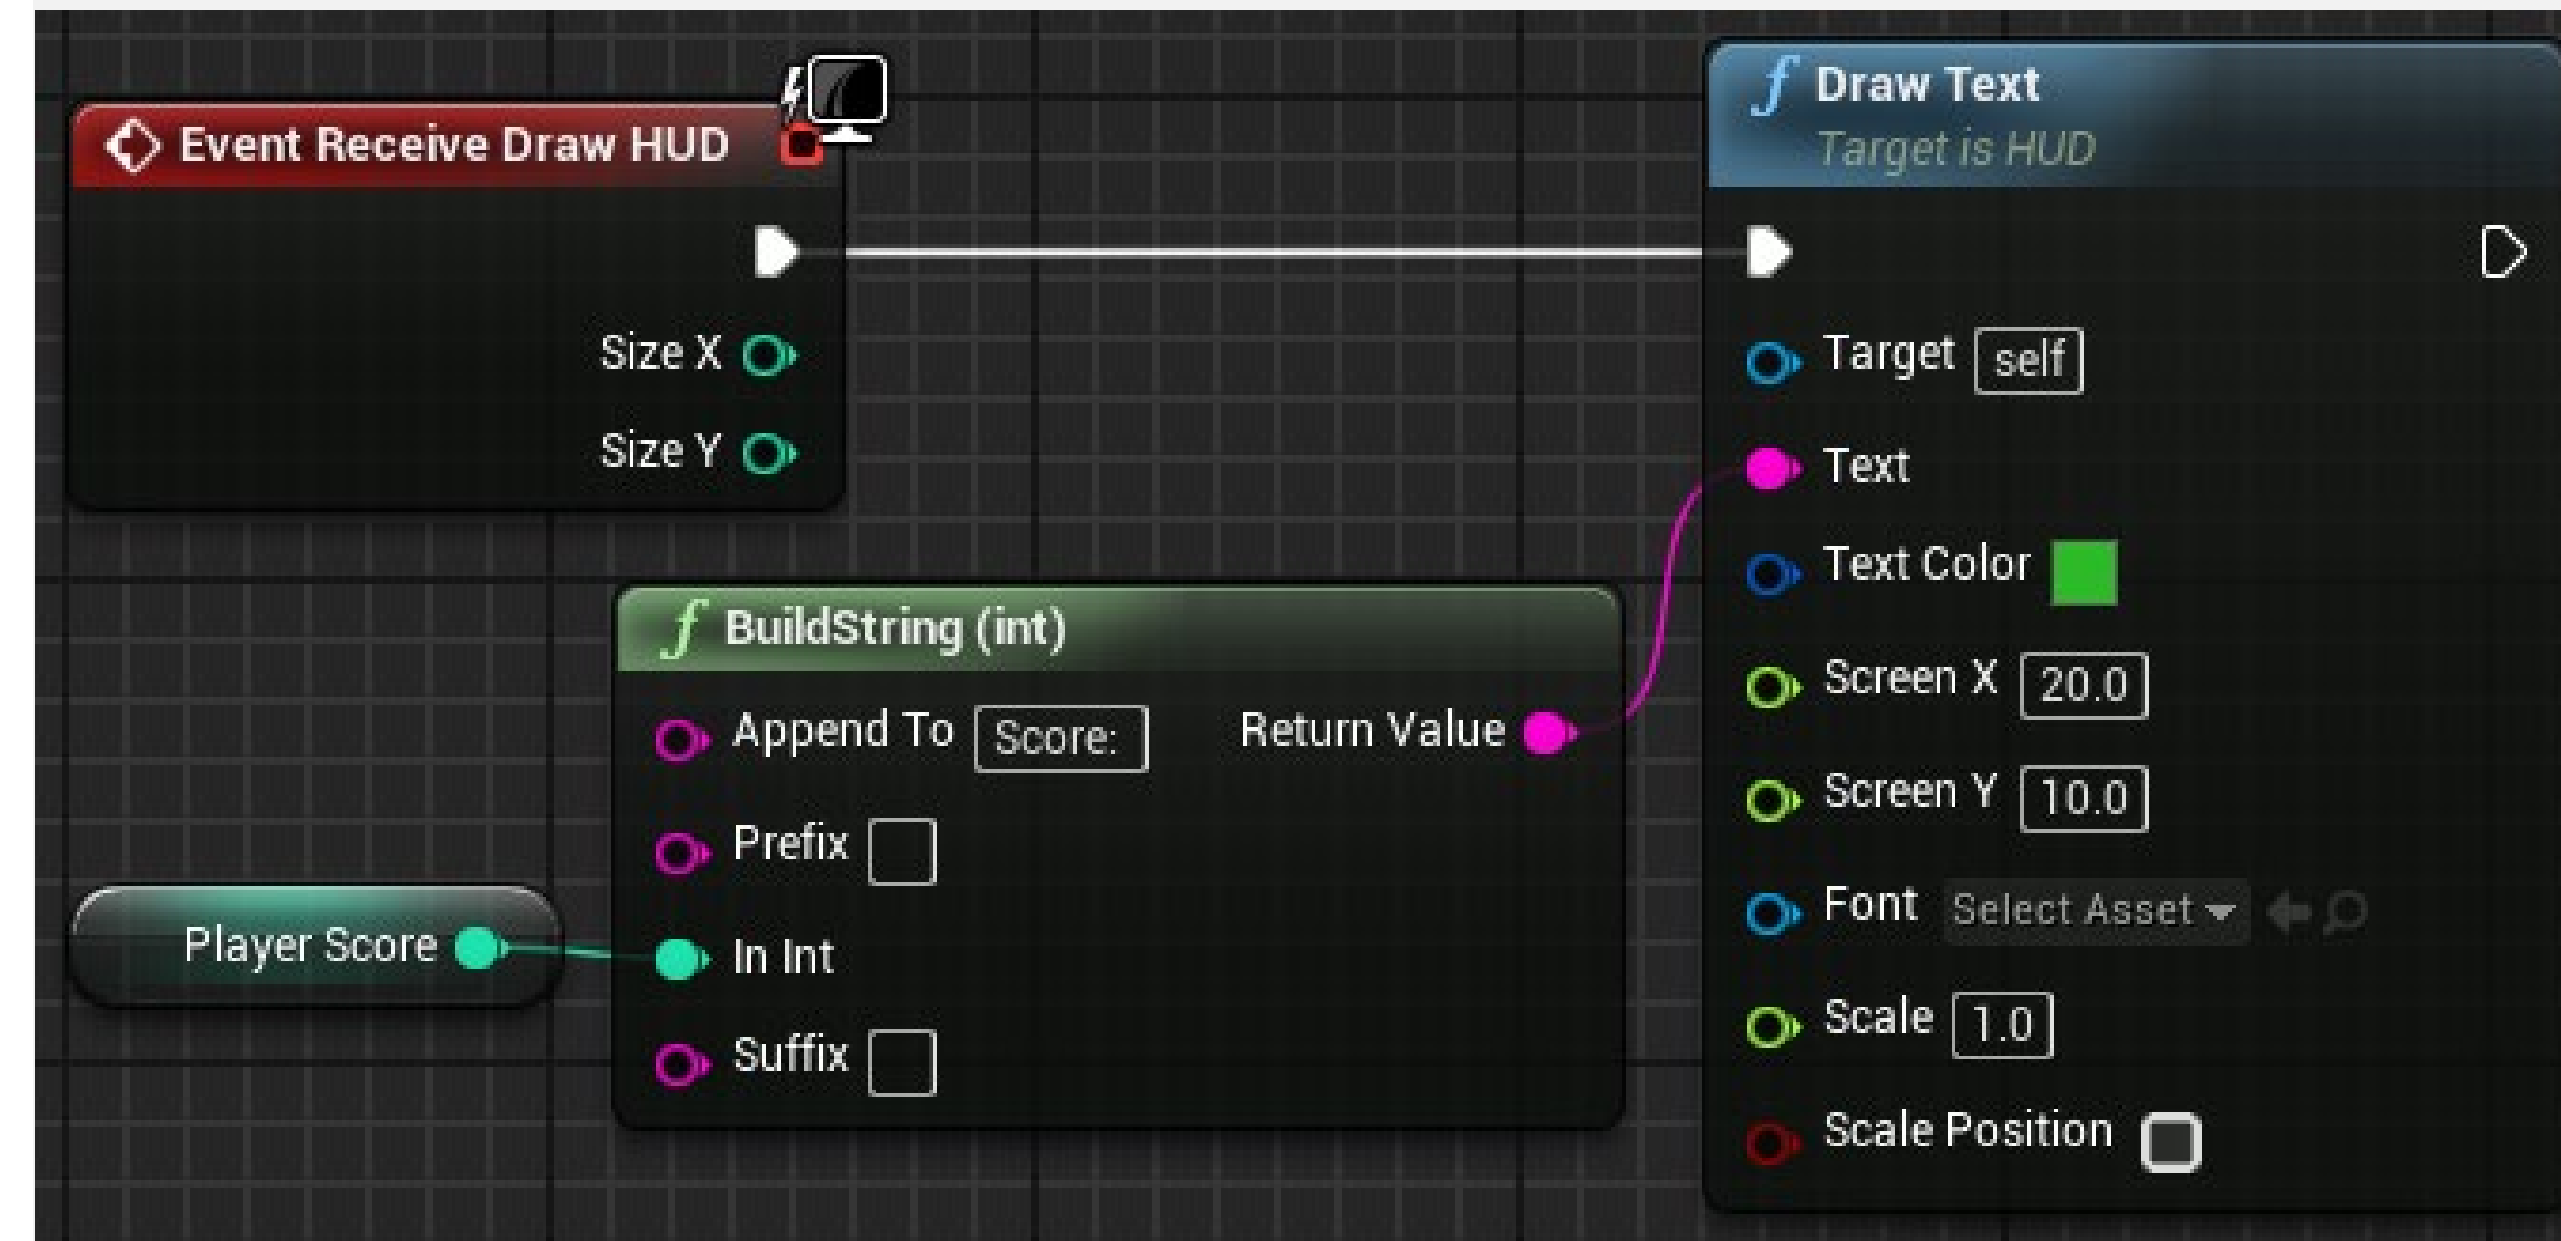 Event Receive Draw HUD
Size X
Size Y
BuildString (int)
Append To Score: Return Value
Prefix
In Int
Suffix
Player Score
Draw Text
Target is HUD
Target self
Text
Text Color
Screen X 20.0
Screen Y 10.0
Font Select Asset
Scale 1.0
Scale Position